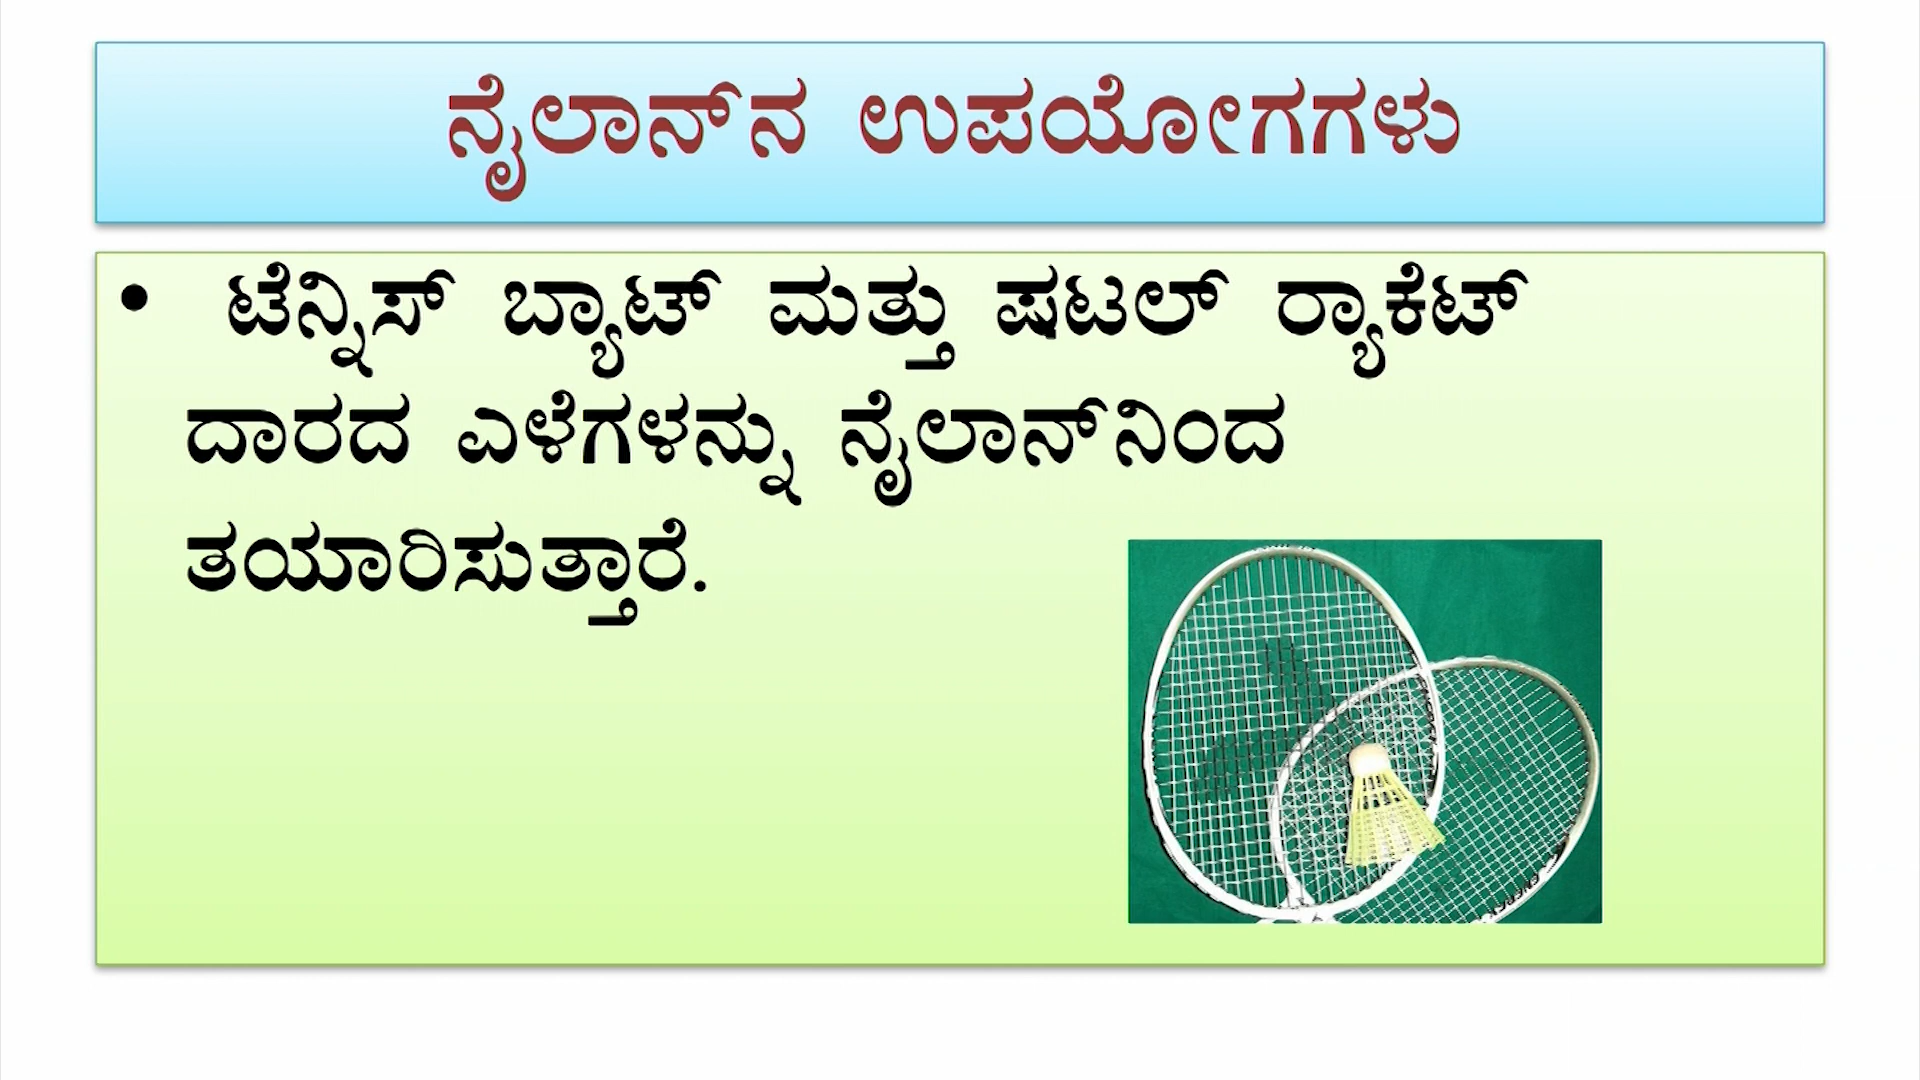 ನೈಲಾನ್‌ನ ಉಪಯೋಗಗಳು
• ಟೆನ್ನಿಸ್ ಬ್ಯಾಟ್ ಮತ್ತು ಷಟಲ್ ರ‍್ಯಾಕೆಟ್
ದಾರದ ಎಳೆಗಳನ್ನು ನೈಲಾನ್‌ನಿಂದ
ತಯಾರಿಸುತ್ತಾರೆ.